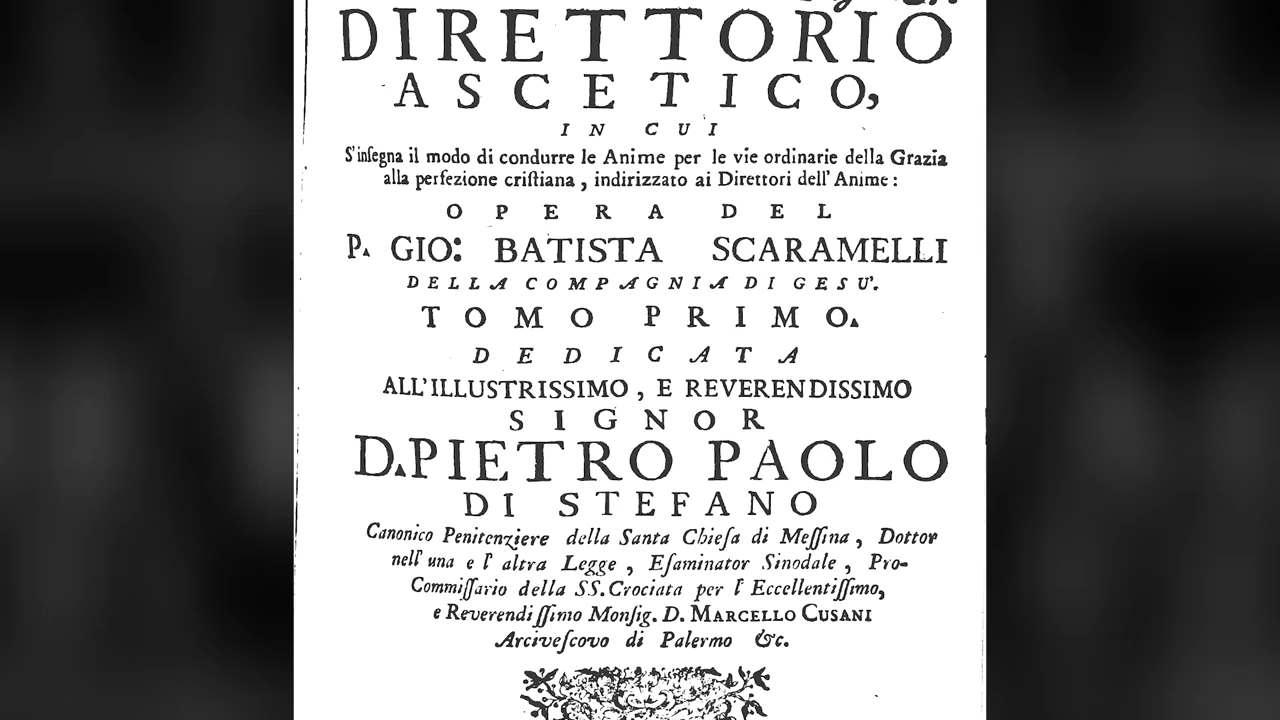 DIRETTORIO
ASCETICO,
IN CUI
S'insegna il modo di condurre le Anime per le vie ordinarie della Grazia
alla perfezione cristiana, indirizzato ai Direttori dell' Anime:
OPERA DEL
P. GIO: BATISTA SCARAMELLI
DELLA COMPAGNIA DI GESU'.
TOMO PRIMO.
DEDICATA
ALL'ILLUSTRISSIMO, E REVERENDISSIMO
SIGNOR
D. PIETRO PAOLO
DI STEFANO
Canonico Penitenziere della Santa Chiesa di Messina, Dottor
nell' una e l' altra Legge, Esaminator Sinodale, Pro-
Commissario della SS. Crociata per l' Eccellentissimo,
e Reverendissimo Monsig. D. MARCELLO CUSANI
Arcivescovo di Palermo &c.